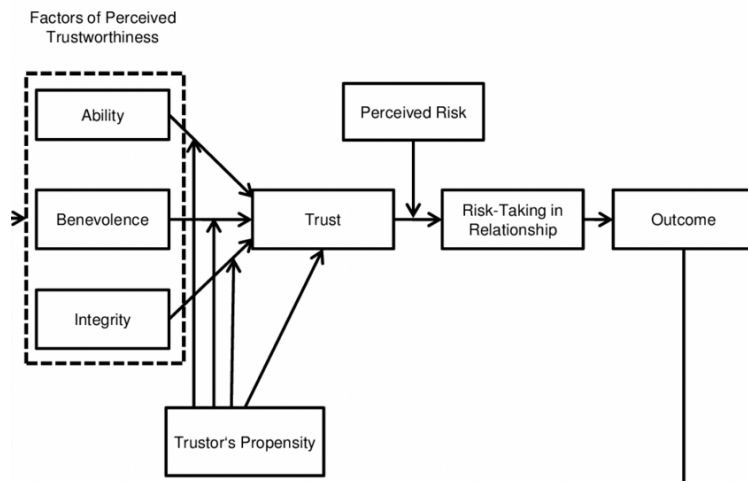 Factors of Perceived
Trustworthiness
Ability
Benevolence
Integrity
Trustor's Propensity
Trust
Perceived Risk
Risk-Taking in
Relationship
Outcome